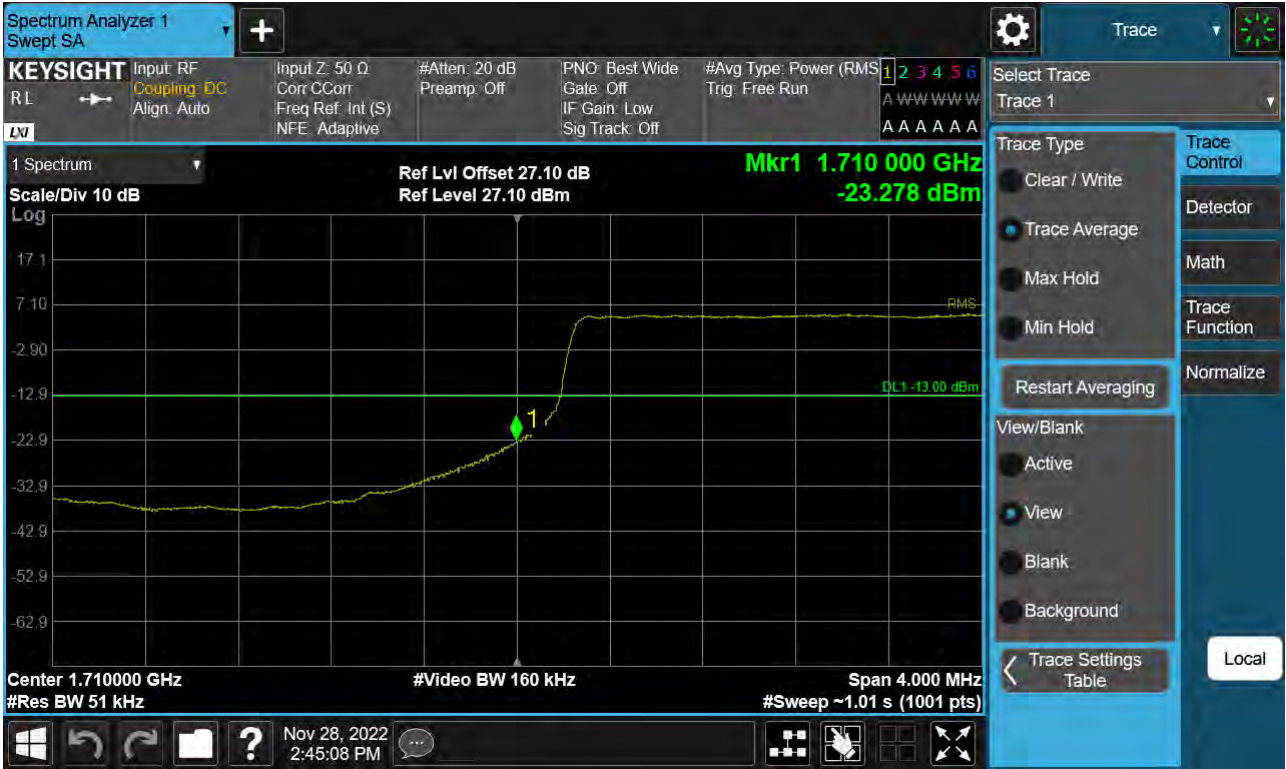 Spectrum Analyzer 1
Swept SA
+
Trace
KEYSIGHT
RL
LXI
Input: RF
Coupling: DC
Align: Auto
Input Z: 50 Ω
Corr CCorr
Freq Ref: Int (S)
NFE: Adaptive
#Atten: 20 dB
Preamp: Off
PNO: Best Wide
Gate: Off
IF Gain: Low
Sig Track: Off
#Avg Type: Power (RMS
Trig: Free Run
1 2 3 4 5 6
A W W W W W
A A A A A A
Select Trace
Trace 1
1 Spectrum
Scale/Div 10 dB
Log
Ref Lvl Offset 27.10 dB
Ref Level 27.10 dBm
Mkr1 1.710 000 GHz
-23.278 dBm
17.1
7.10
-2.90
-12.9
-22.9
-32.9
-42.9
-52.9
-62.9
RMS
DL1 -13.00 dBm
1
Center 1.710000 GHz
#Video BW 160 kHz
Span 4.000 MHz
#Res BW 51 kHz
#Sweep ~1.01 s (1001 pts)
Trace Type
Clear / Write
Trace Average
Max Hold
Min Hold
Restart Averaging
View/Blank
Active
View
Blank
Background
Trace Settings
Table
Trace
Control
Detector
Math
Trace
Function
Normalize
Local
?
Nov 28, 2022
2:45:08 PM